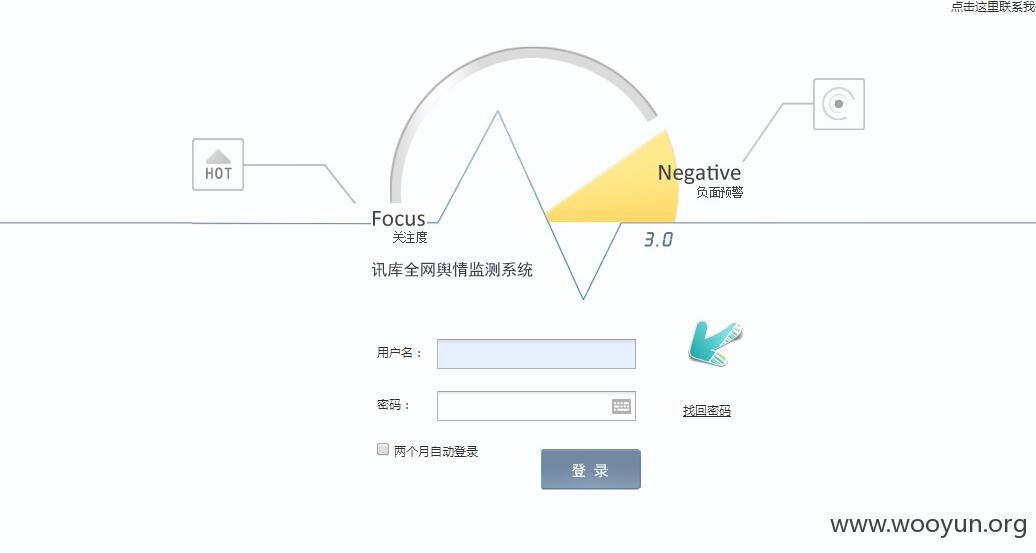 点击这里联系我
HOT
Negative
负面预警
Focus
关注度
3.0
讯库全网舆情监测系统
用户名：
密码：
找回密码
两个月自动登录
登 录
www.wooyun.org